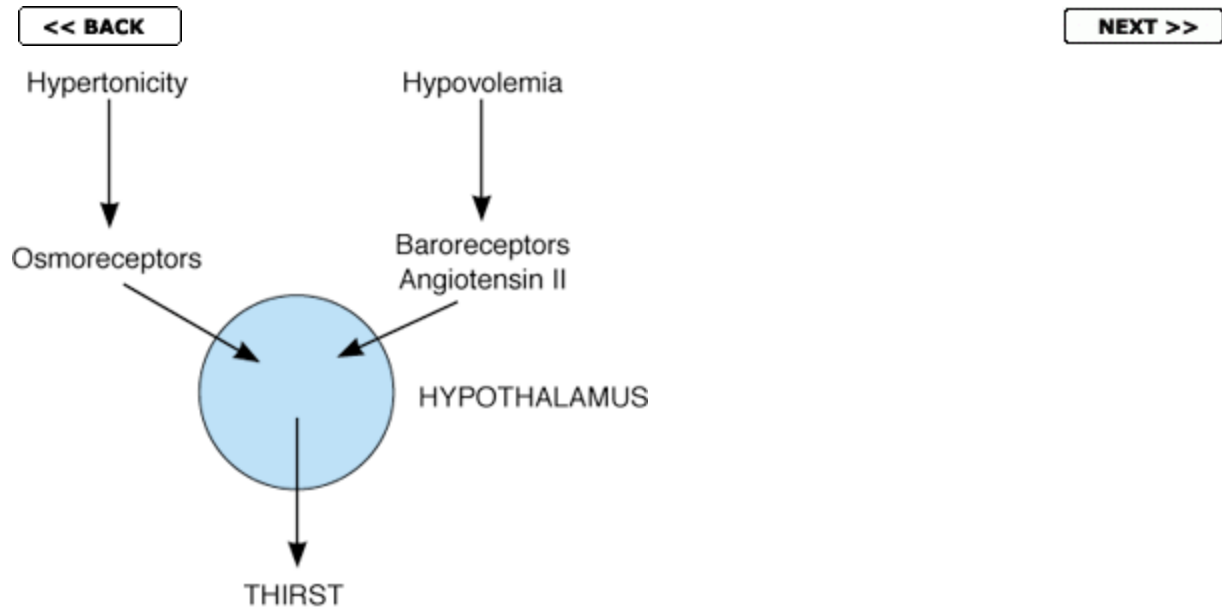 << BACK
NEXT >>
Hypertonicity
Hypovolemia
Osmoreceptors
Baroreceptors
Angiotensin II
HYPOTHALAMUS
THIRST